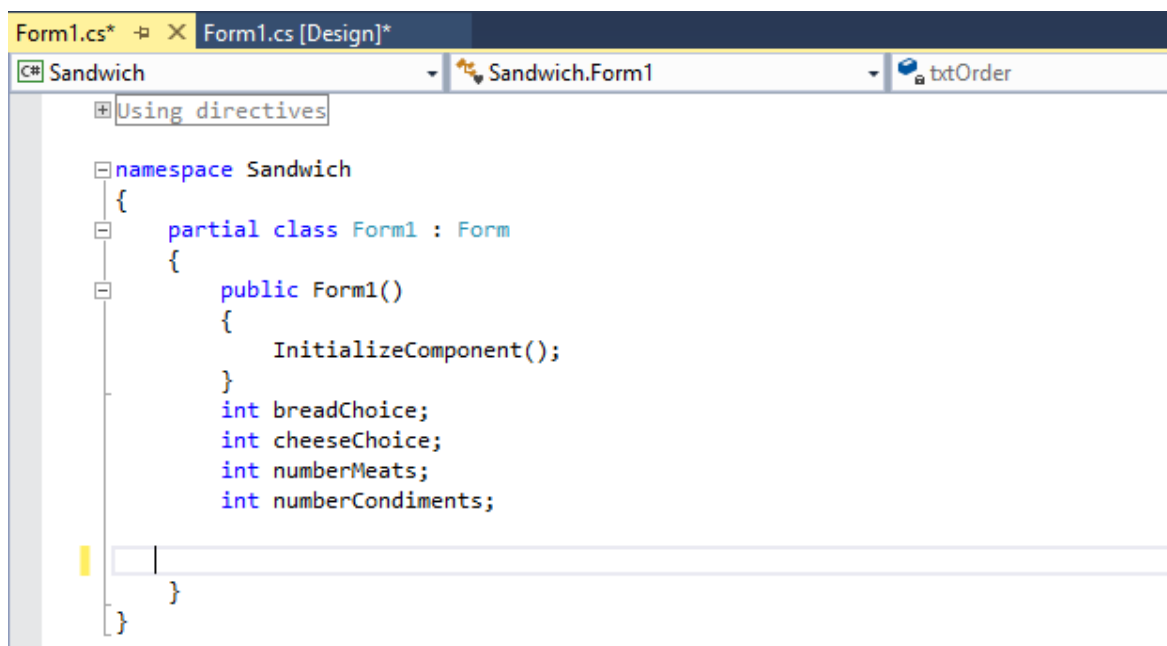 Form1.cs* Form1.cs [Design]*
C# Sandwich Sandwich.Form1 txtOrder
Using directives
namespace Sandwich
{
partial class Form1 : Form
{
public Form1()
{
InitializeComponent();
}
int breadChoice;
int cheeseChoice;
int numberMeats;
int numberCondiments;
}
}